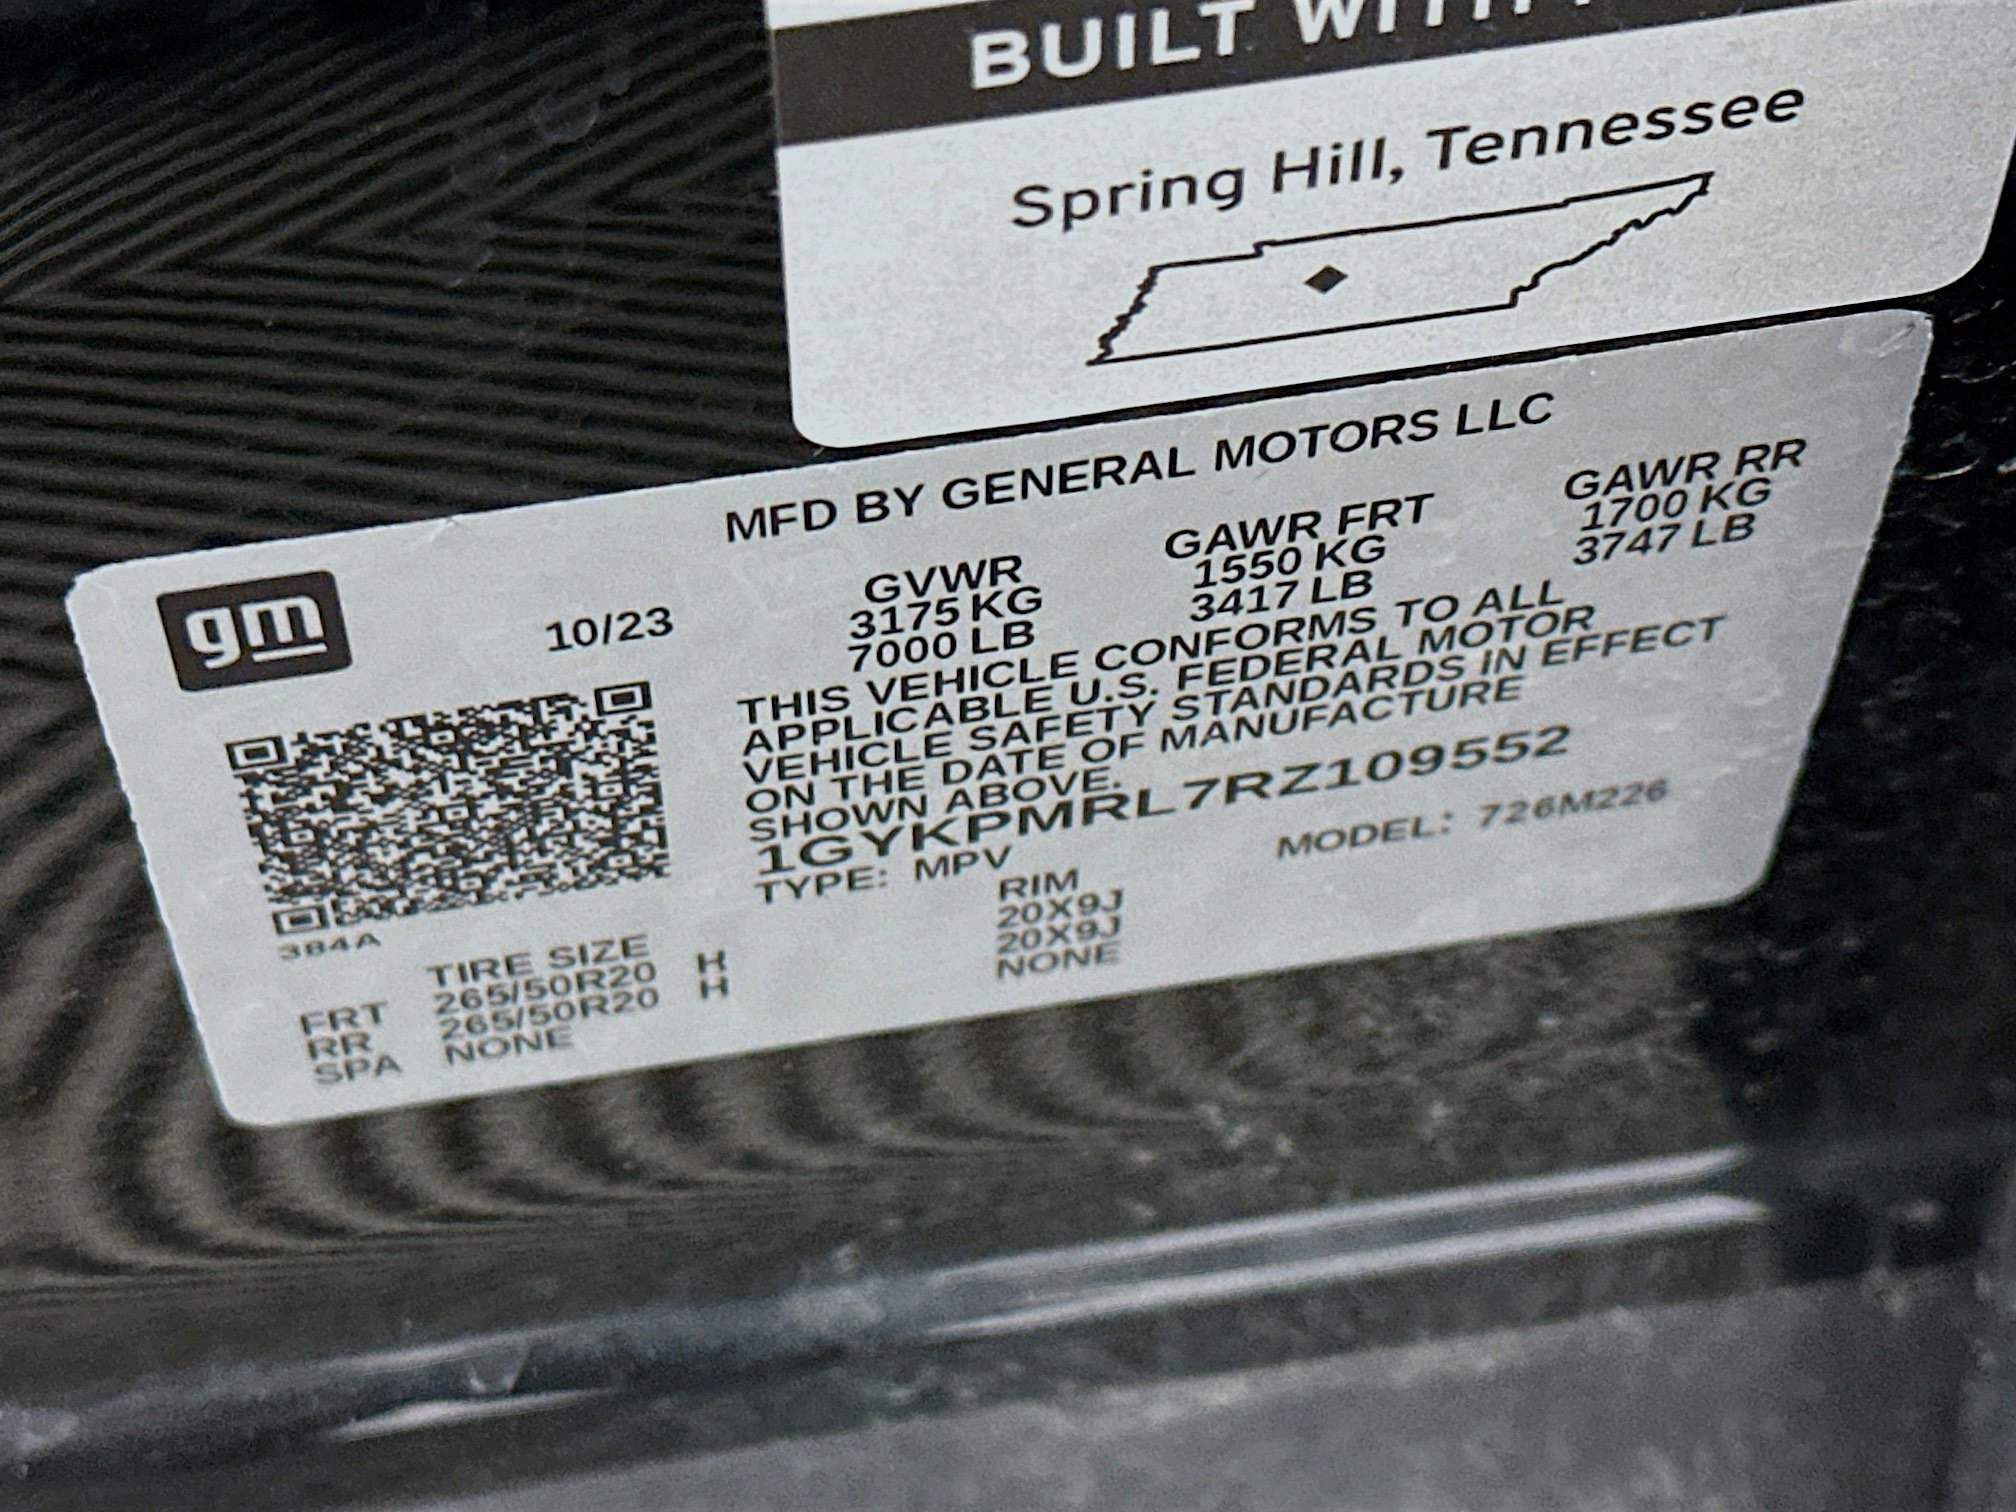 BUILT WITH
Spring Hill, Tennessee
MFD BY GENERAL MOTORS LLC
gm
10/23
GVWR GAWR FRT GAWR RR
3175 KG 1550 KG 1700 KG
7000 LB 3417 LB 3747 LB
THIS VEHICLE CONFORMS TO ALL
APPLICABLE U.S. FEDERAL MOTOR
VEHICLE SAFETY STANDARDS IN EFFECT
ON THE DATE OF MANUFACTURE
SHOWN ABOVE.
1GYKPMRL7RZ109552
TYPE: MPV MODEL: 726M226
384A
TIRE SIZE RIM
FRT 265/50R20 H 20X9J
RR 265/50R20 H 20X9J
SPA NONE NONE